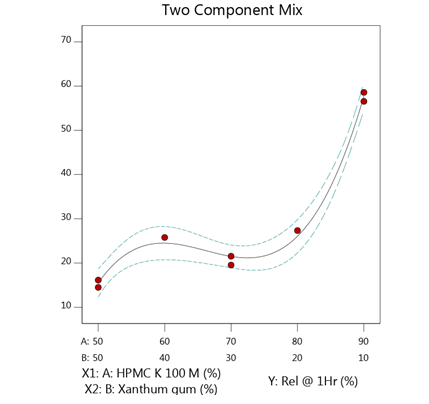 Two Component Mix
70
60
50
40
30
20
10
A: 50 60 70 80 90
B: 50 40 30 20 10
X1: A: HPMC K 100 M (%)
X2: B: Xanthum gum (%)
Y: Rel @ 1Hr (%)